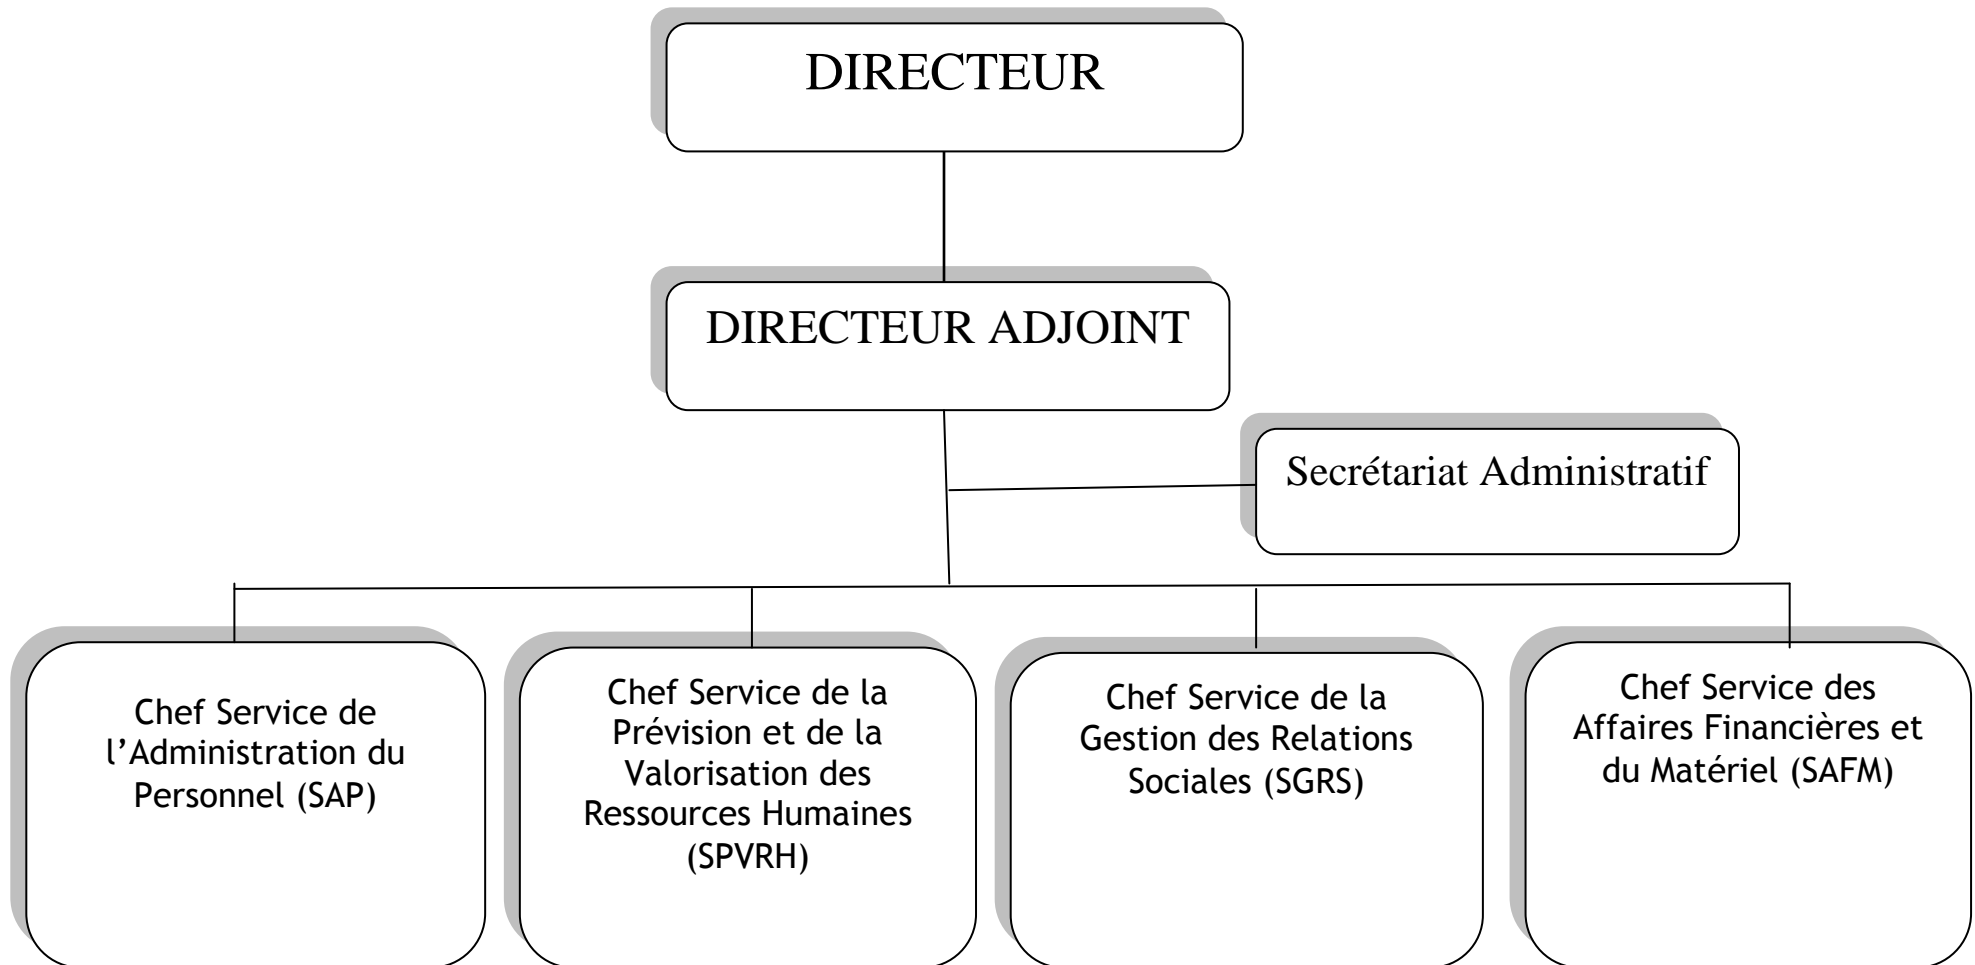 DIRECTEUR
DIRECTEUR ADJOINT
Secrétariat Administratif
Chef Service de
l’Administration du
Personnel (SAP)
Chef Service de la
Prévision et de la
Valorisation des
Ressources Humaines
(SPVRH)
Chef Service de la
Gestion des Relations
Sociales (SGRS)
Chef Service des
Affaires Financières et
du Matériel (SAFM)